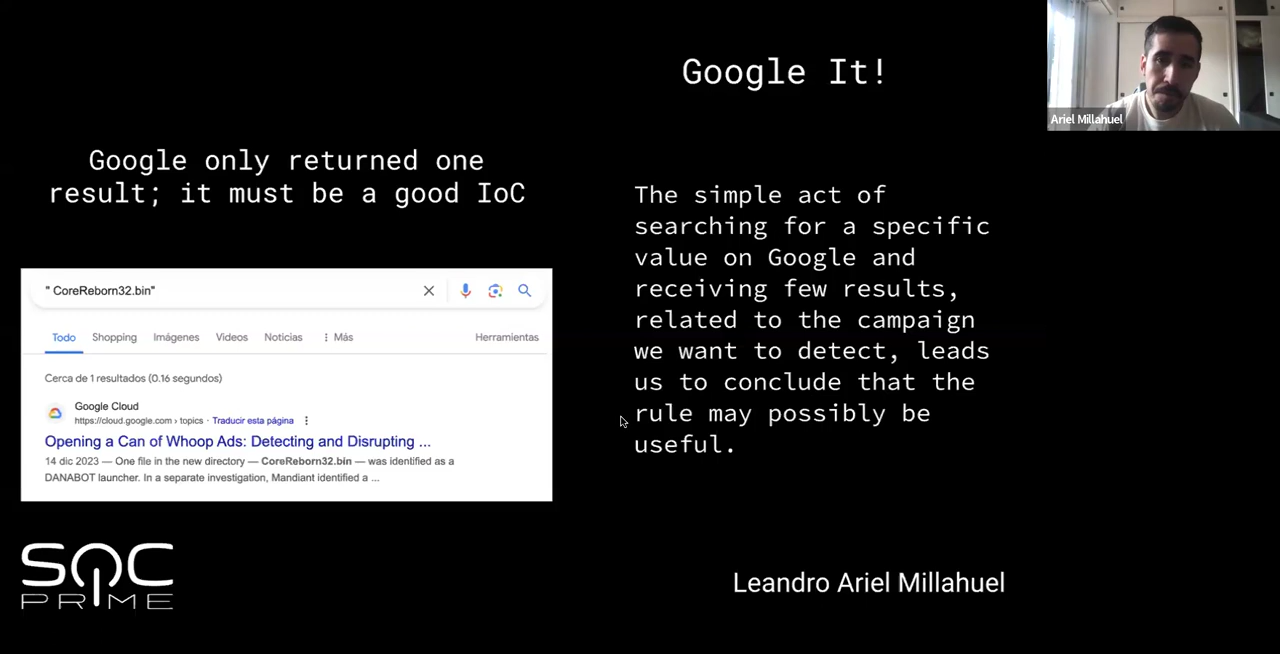 Google It!
Ariel Millahuel
Google only returned one
result; it must be a good IoC
The simple act of
searching for a specific
value on Google and
receiving few results,
related to the campaign
we want to detect, leads
us to conclude that the
rule may possibly be
useful.
" CoreReborn32.bin"
Todo Shopping Imágenes Videos Noticias Más Herramientas
Cerca de 1 resultados (0.16 segundos)
Google Cloud
https://cloud.google.com › topics · Traducir esta página
Opening a Can of Whoop Ads: Detecting and Disrupting ...
14 dic 2023 — One file in the new directory — CoreReborn32.bin — was identified as a
DANABOT launcher. In a separate investigation, Mandiant identified a ...
SOC
PRIME
Leandro Ariel Millahuel